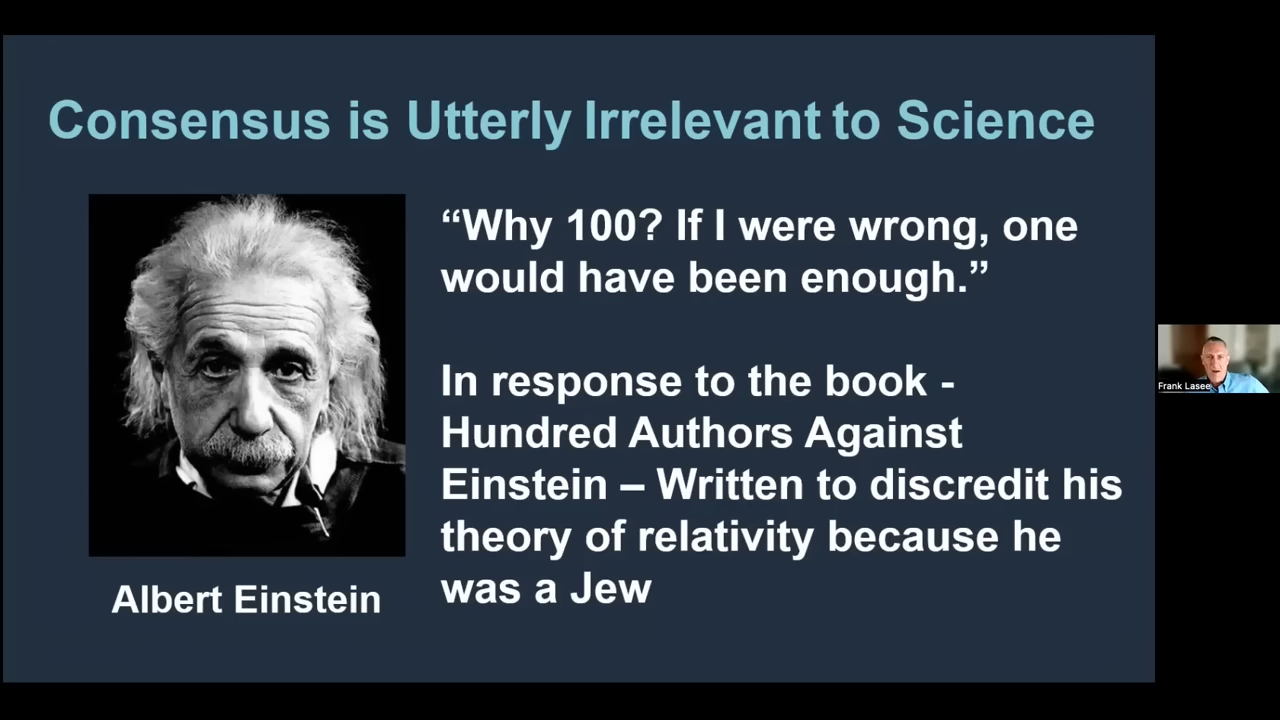 Consensus is Utterly Irrelevant to Science
“Why 100? If I were wrong, one
would have been enough.”
In response to the book -
Hundred Authors Against
Einstein – Written to discredit his
theory of relativity because he
was a Jew
Albert Einstein
Frank Lasee